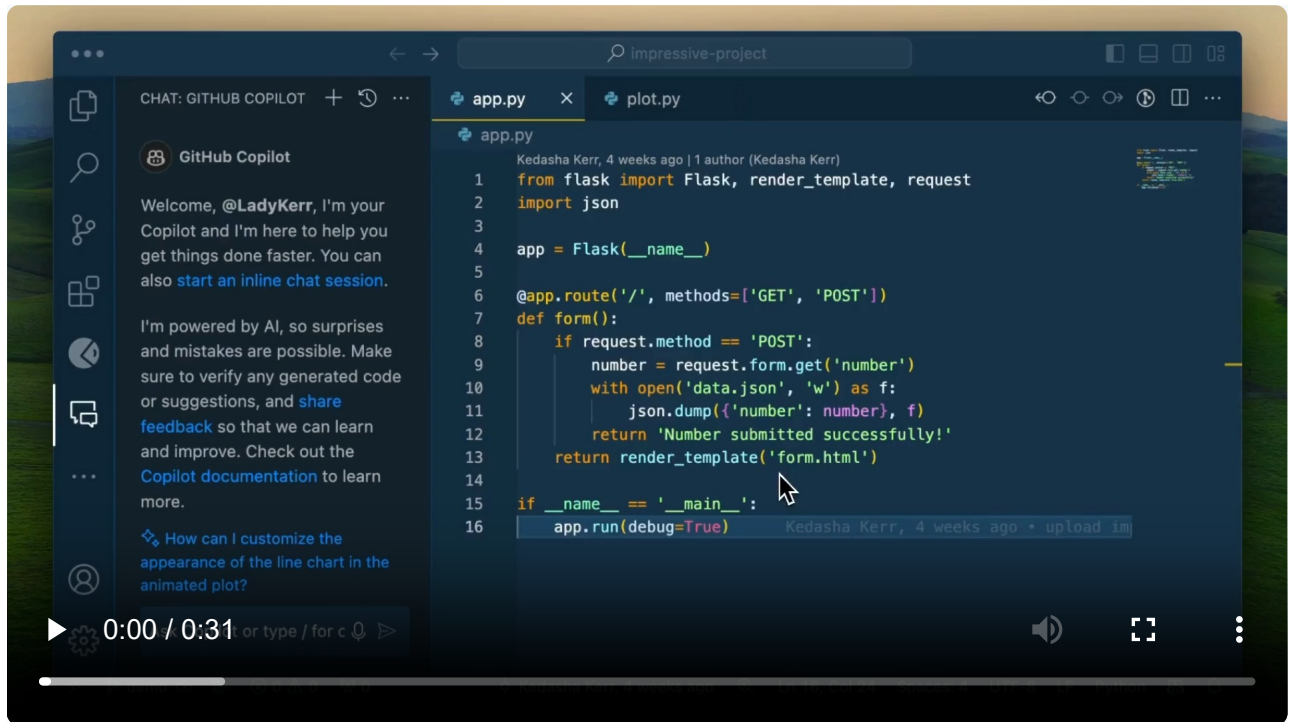 impressive-project
CHAT: GITHUB COPILOT
app.py
plot.py
app.py
GitHub Copilot
Welcome, @LadyKerr, I'm your
Copilot and I'm here to help you
get things done faster. You can
also start an inline chat session.
I'm powered by AI, so surprises
and mistakes are possible. Make
sure to verify any generated code
or suggestions, and share
feedback so that we can learn
and improve. Check out the
Copilot documentation to learn
more.
How can I customize the
appearance of the line chart in the
animated plot?
or type / for c
Kedasha Kerr, 4 weeks ago | 1 author (Kedasha Kerr)
1 from flask import Flask, render_template, request
2 import json
3
4 app = Flask(__name__)
5
6 @app.route('/', methods=['GET', 'POST'])
7 def form():
8 if request.method == 'POST':
9 number = request.form.get('number')
10 with open('data.json', 'w') as f:
11 json.dump({'number': number}, f)
12 return 'Number submitted successfully!'
13 return render_template('form.html')
14
15 if __name__ == '__main__':
16 app.run(debug=True) Kedasha Kerr, 4 weeks ago • upload im
0:00 / 0:31